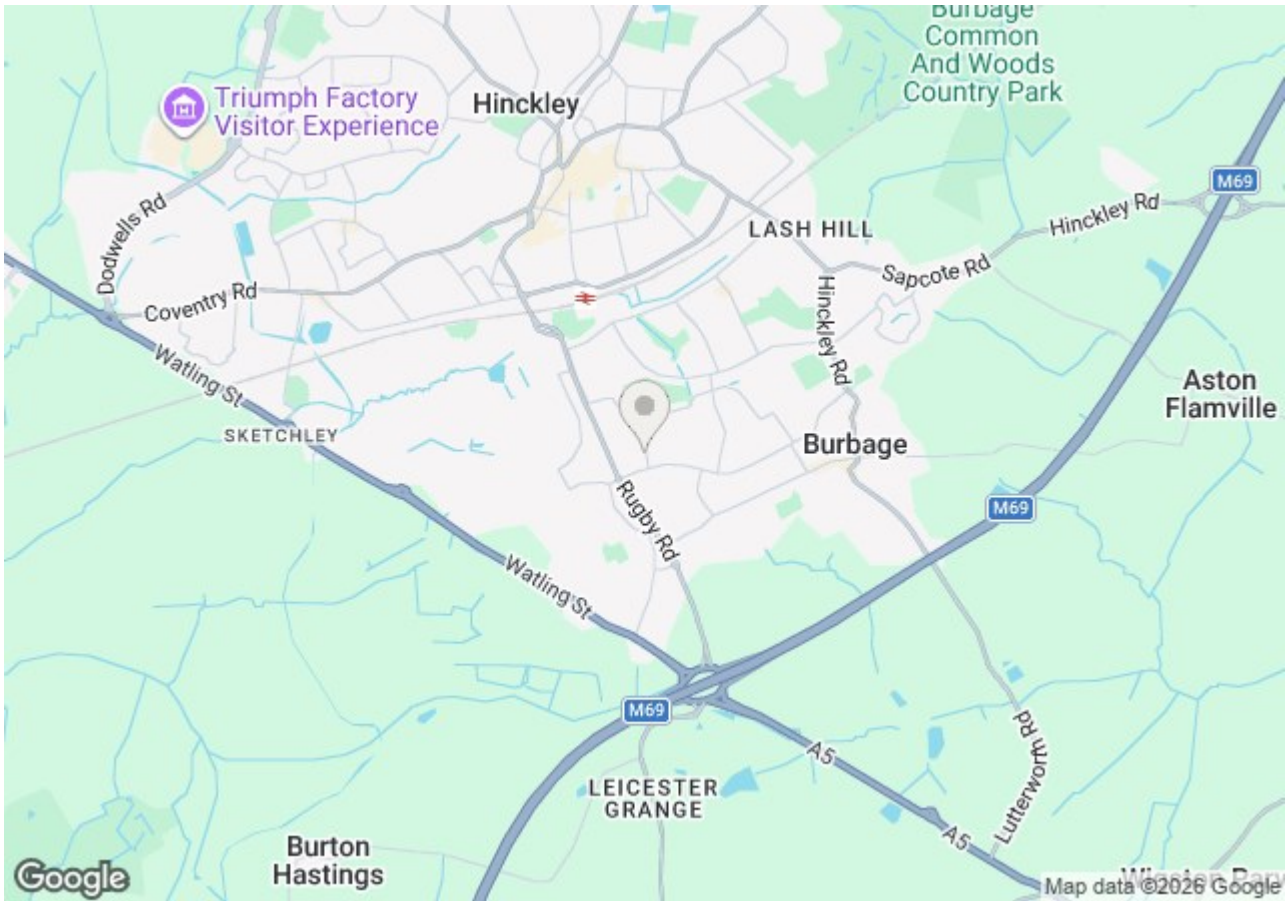 Burbage
Common
And Woods
Country Park
Triumph Factory
Visitor Experience
Hinckley
M69
Dodwells Rd
Hinckley Rd
LASH HILL
Sapcote Rd
Coventry Rd
Hinckley Rd
Watling St
Aston
Flamville
SKETCHLEY
Burbage
Rugby Rd
M69
Watling St
M69
Lutterworth Rd
A5
LEICESTER
GRANGE
A5
Burton
Hastings
Google
Map data ©2026 Google